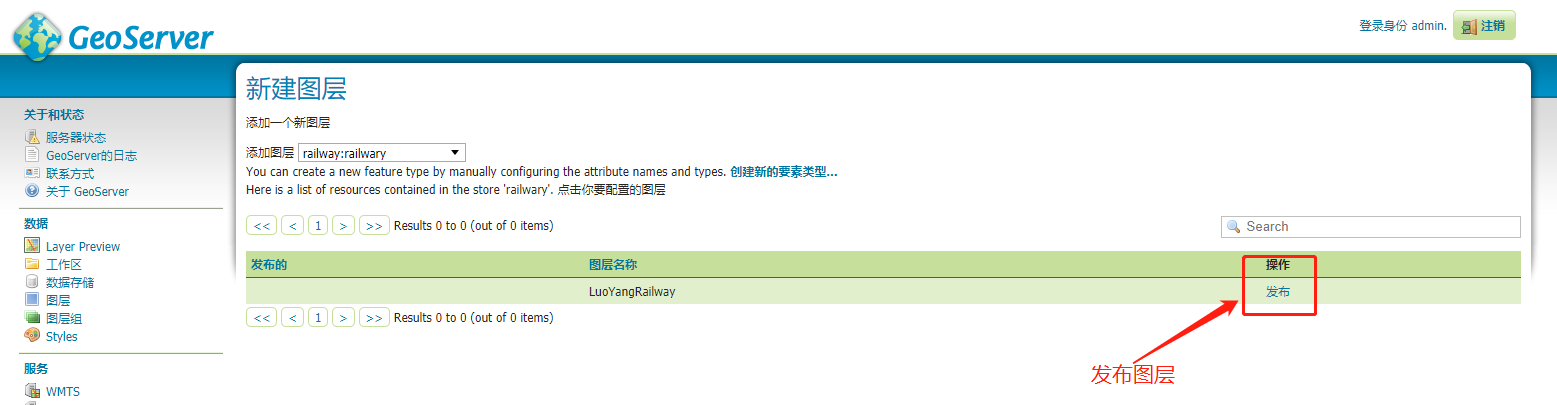 GeoServer
登录身份 admin. 注销
新建图层
关于和状态
添加一个新图层
服务器状态
GeoServer的日志
联系方式
关于 GeoServer
添加图层 railway:railwary
You can create a new feature type by manually configuring the attribute names and types. 创建新的要素类型...
Here is a list of resources contained in the store 'railwary'. 点击你要配置的图层
数据
Layer Preview
工作区
数据存储
图层
图层组
Styles
<< < 1 > >> Results 0 to 0 (out of 0 items) Search
发布的 图层名称 操作
LuoYangRailway 发布
<< < 1 > >> Results 0 to 0 (out of 0 items)
发布图层
服务
WMTS